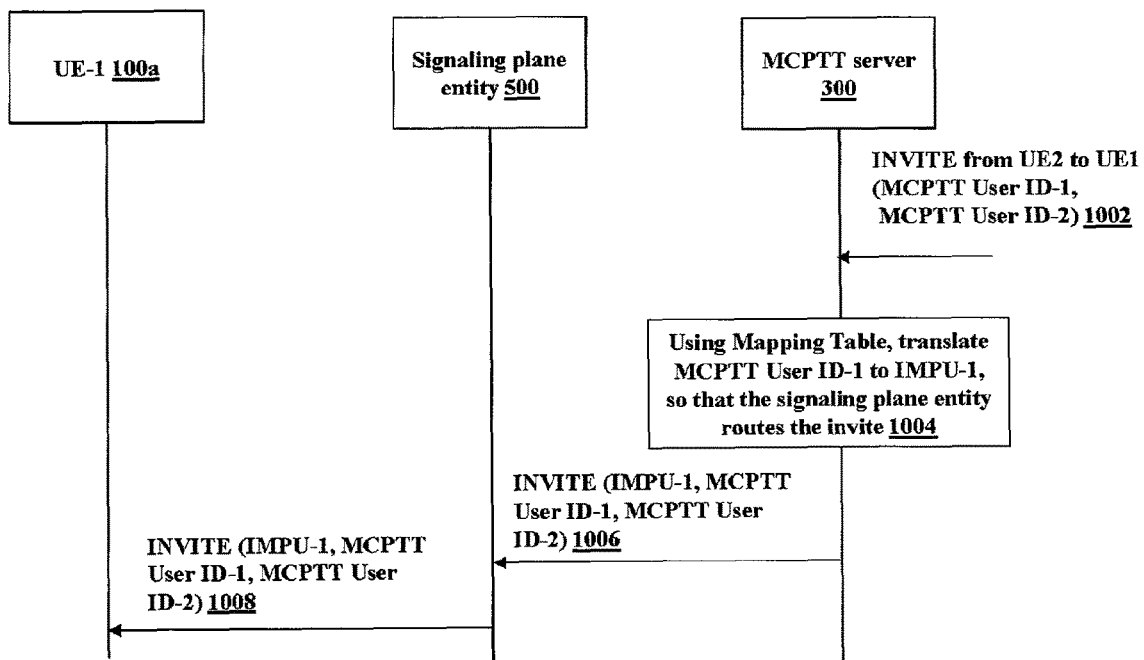 UE-1 100a
Signaling plane
entity 500
MCPTT server
300
INVITE from UE2 to UE1
(MCPTT User ID-1,
MCPTT User ID-2) 1002
Using Mapping Table, translate
MCPTT User ID-1 to IMPU-1,
so that the signaling plane entity
routes the invite 1004
INVITE (IMPU-1, MCPTT
User ID-1, MCPTT User
ID-2) 1006
INVITE (IMPU-1, MCPTT
User ID-1, MCPTT User
ID-2) 1008